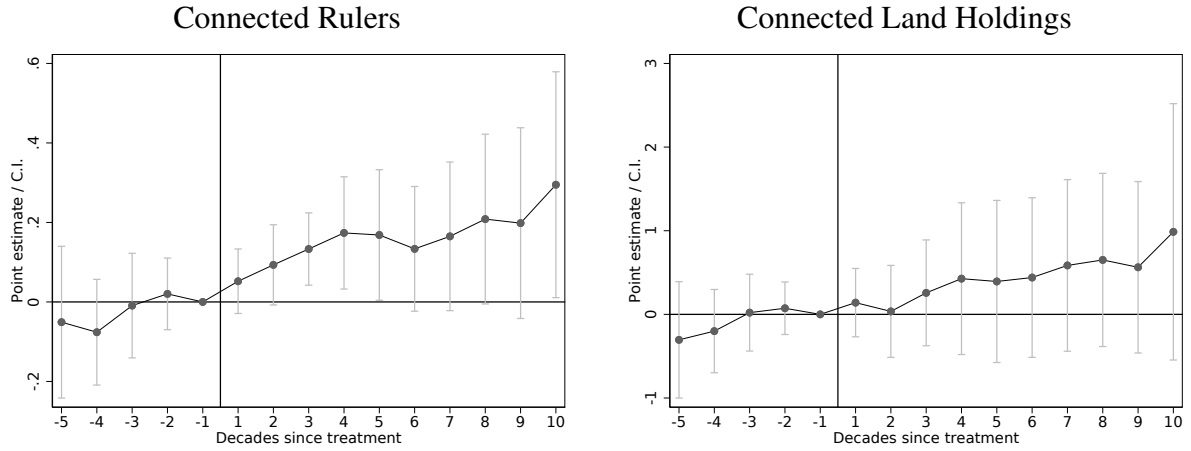 Connected Rulers
Point estimate / C.I.
.6
.4
.2
0
-.2
-5 -4 -3 -2 -1 1 2 3 4 5 6 7 8 9 10
Decades since treatment
Connected Land Holdings
Point estimate / C.I.
3
2
1
0
-1
-5 -4 -3 -2 -1 1 2 3 4 5 6 7 8 9 10
Decades since treatment